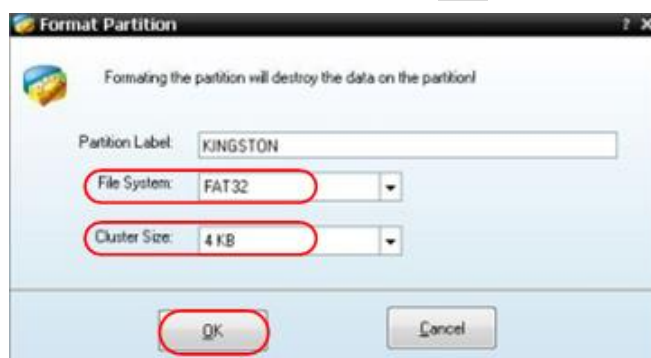 Format Partition ? X
Formating the partition will destroy the data on the partition!
Partition Label: KINGSTON
File System: FAT32
Cluster Size: 4 KB
OK Cancel